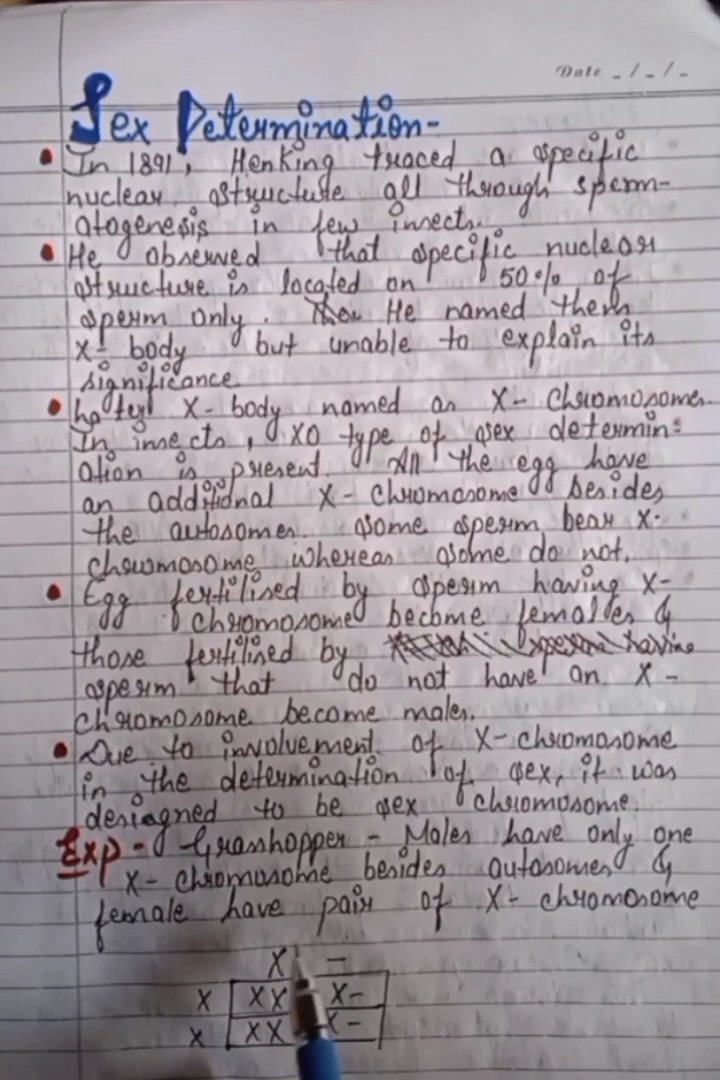 Date _/_/_
Sex Determination-
• In 1891, Henking traced a specific
nuclear structure all through sperm-
atogenesis in few insects.
• He observed that specific nuclear
structure is located on 50% of
sperm only. He named them
X- body but unable to explain its
significance.
• Later X-body named as X- Chromosomes.
In insects, XO type of sex determin-
ation is present. All the egg have
an additional X- chromosome besides
the autosomes. some sperm bear X-
chromosome whereas some do not.
• Egg fertilised by sperm having X-
chromosome become females &
those fertilised by
sperm that do not have an X-
chromosome become males.
• Due to involvement of X-chromosome
in the determination of sex, it was
designed to be sex chromosome.
Exp- Grasshopper - Males have only one
X- chromosome besides autosomes &
female have pair of X- chromosome
X -
X XX X-
X XX X-